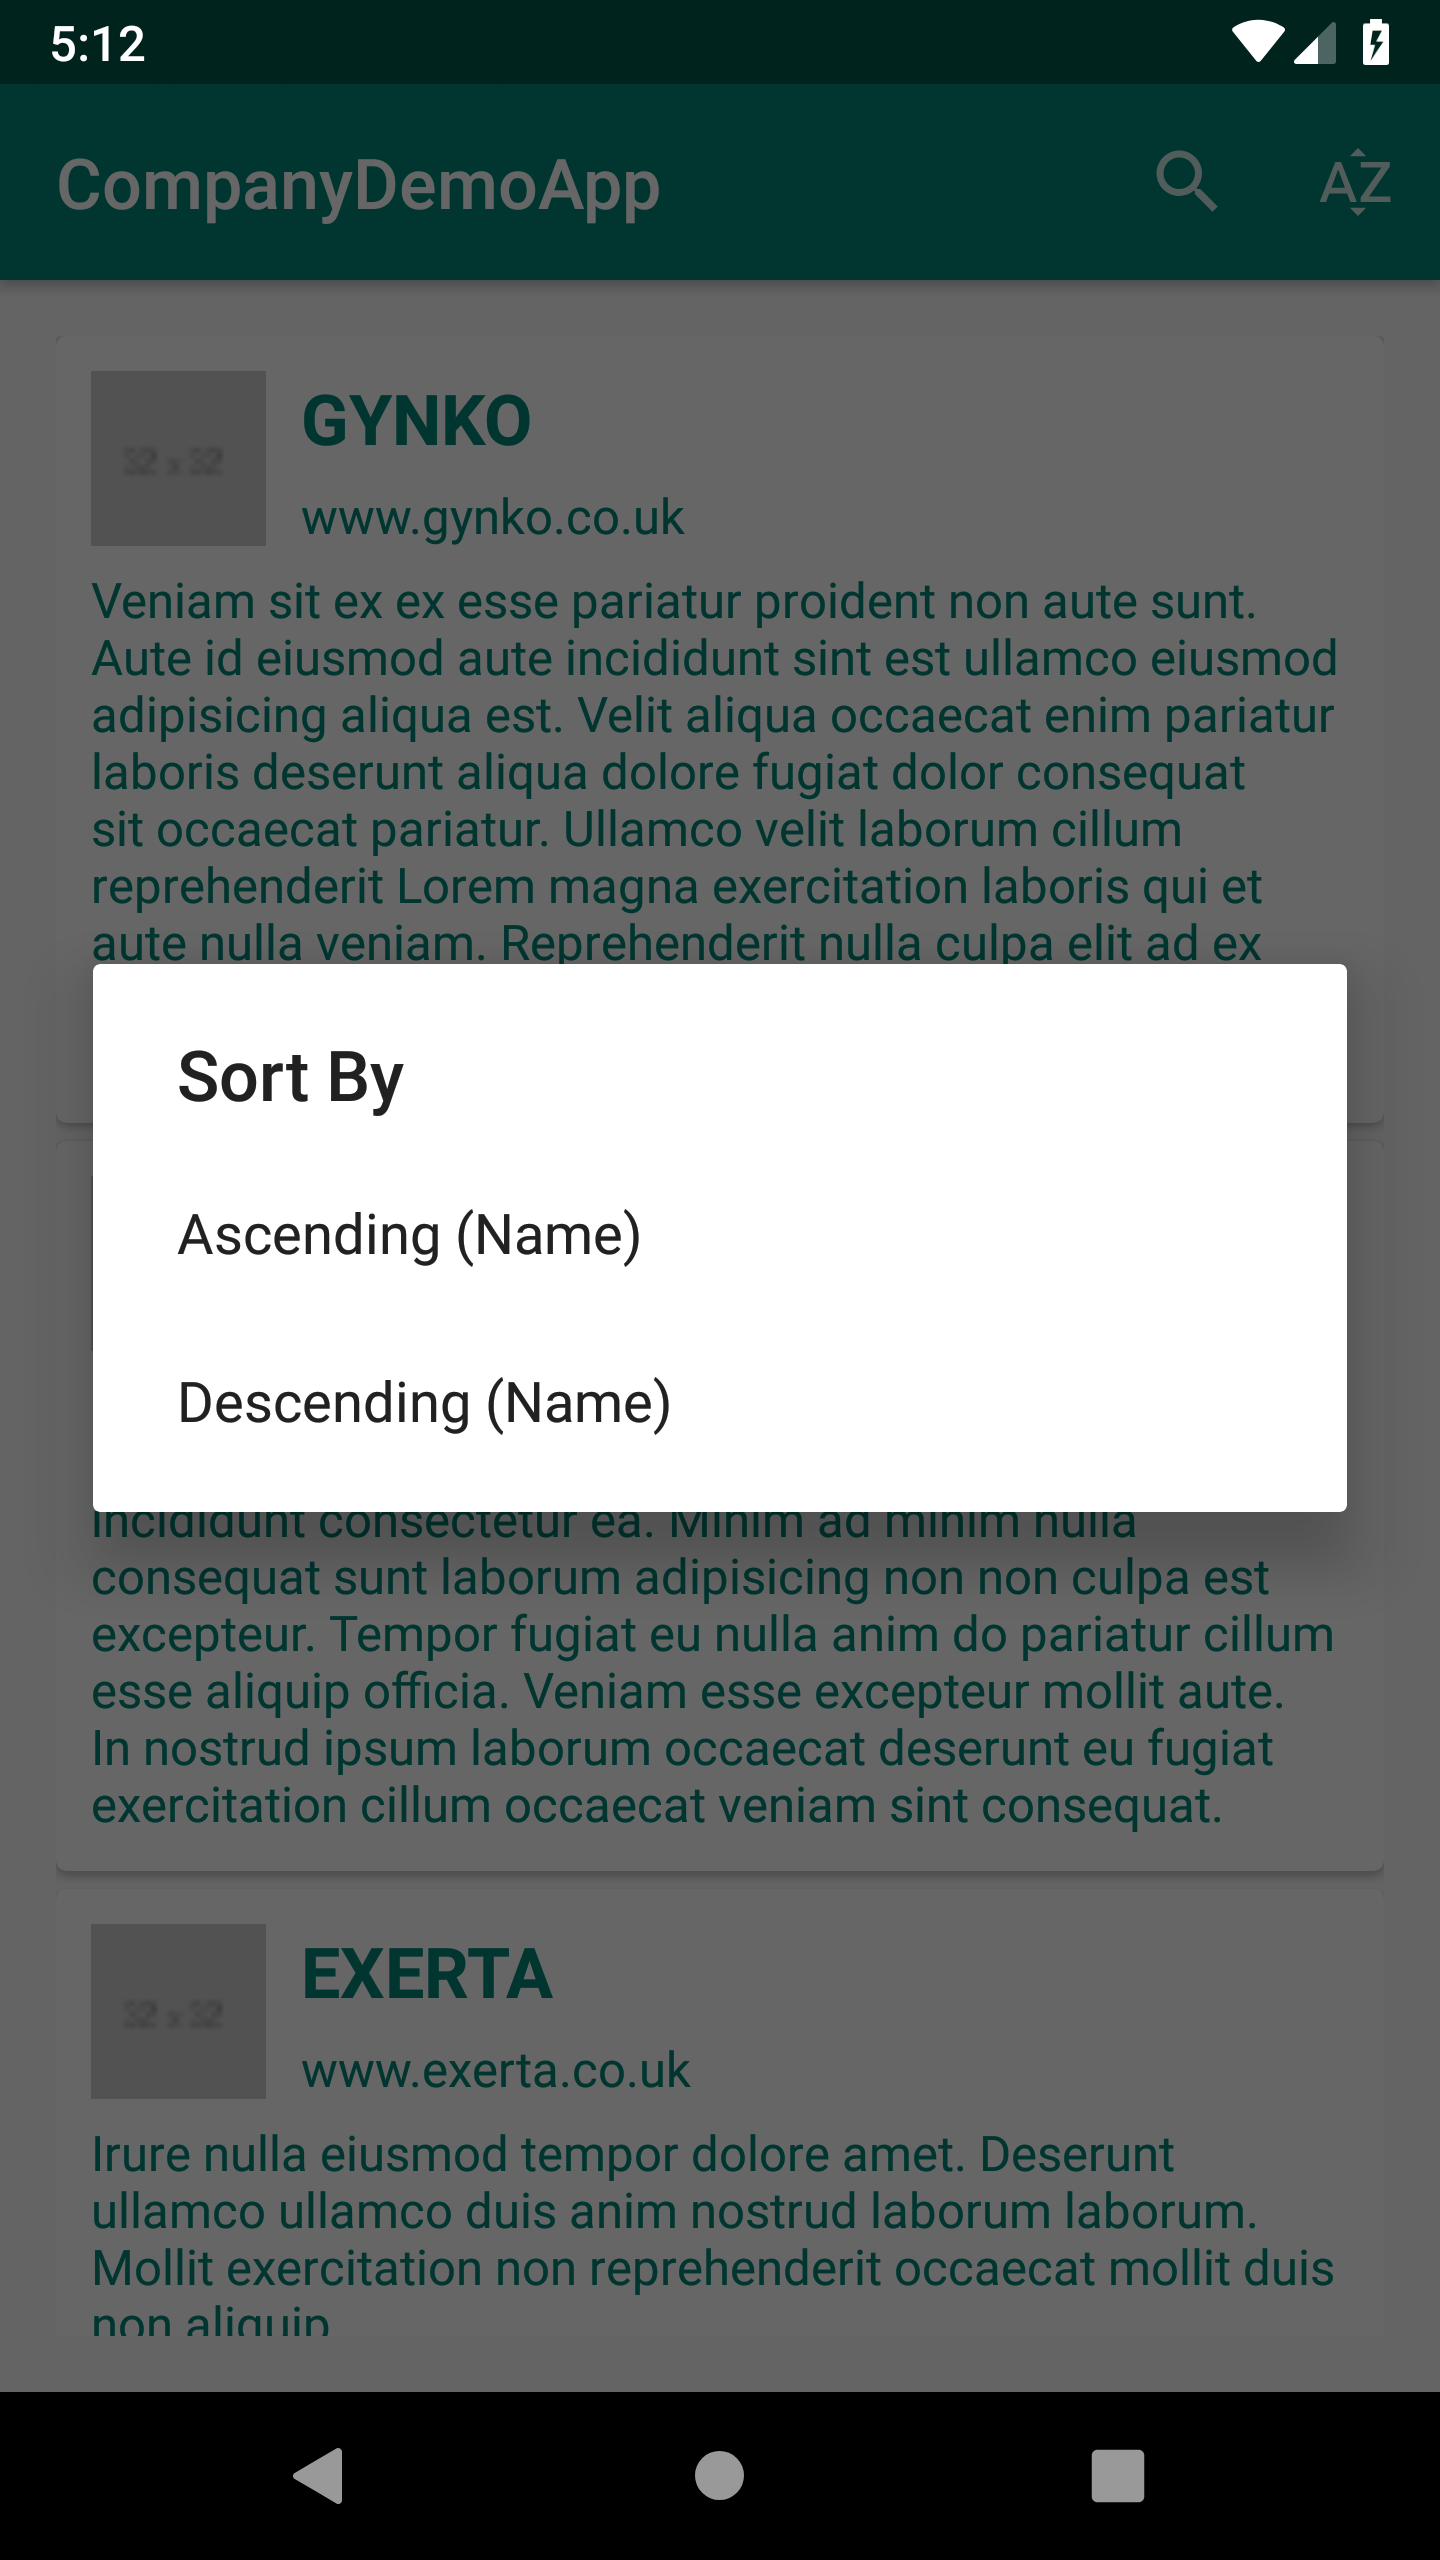 5:12
CompanyDemoApp
AZ
32 x 32
GYNKO
www.gynko.co.uk
Veniam sit ex ex esse pariatur proident non aute sunt.
Aute id eiusmod aute incididunt sint est ullamco eiusmod
adipisicing aliqua est. Velit aliqua occaecat enim pariatur
laboris deserunt aliqua dolore fugiat dolor consequat
sit occaecat pariatur. Ullamco velit laborum cillum
reprehenderit Lorem magna exercitation laboris qui et
aute nulla veniam. Reprehenderit nulla culpa elit ad ex
Sort By
Ascending (Name)
Descending (Name)
incididunt consectetur ea. Minim ad minim nulla
consequat sunt laborum adipisicing non non culpa est
excepteur. Tempor fugiat eu nulla anim do pariatur cillum
esse aliquip officia. Veniam esse excepteur mollit aute.
In nostrud ipsum laborum occaecat deserunt eu fugiat
exercitation cillum occaecat veniam sint consequat.
32 x 32
EXERTA
www.exerta.co.uk
Irure nulla eiusmod tempor dolore amet. Deserunt
ullamco ullamco duis anim nostrud laborum laborum.
Mollit exercitation non reprehenderit occaecat mollit duis
non aliquip